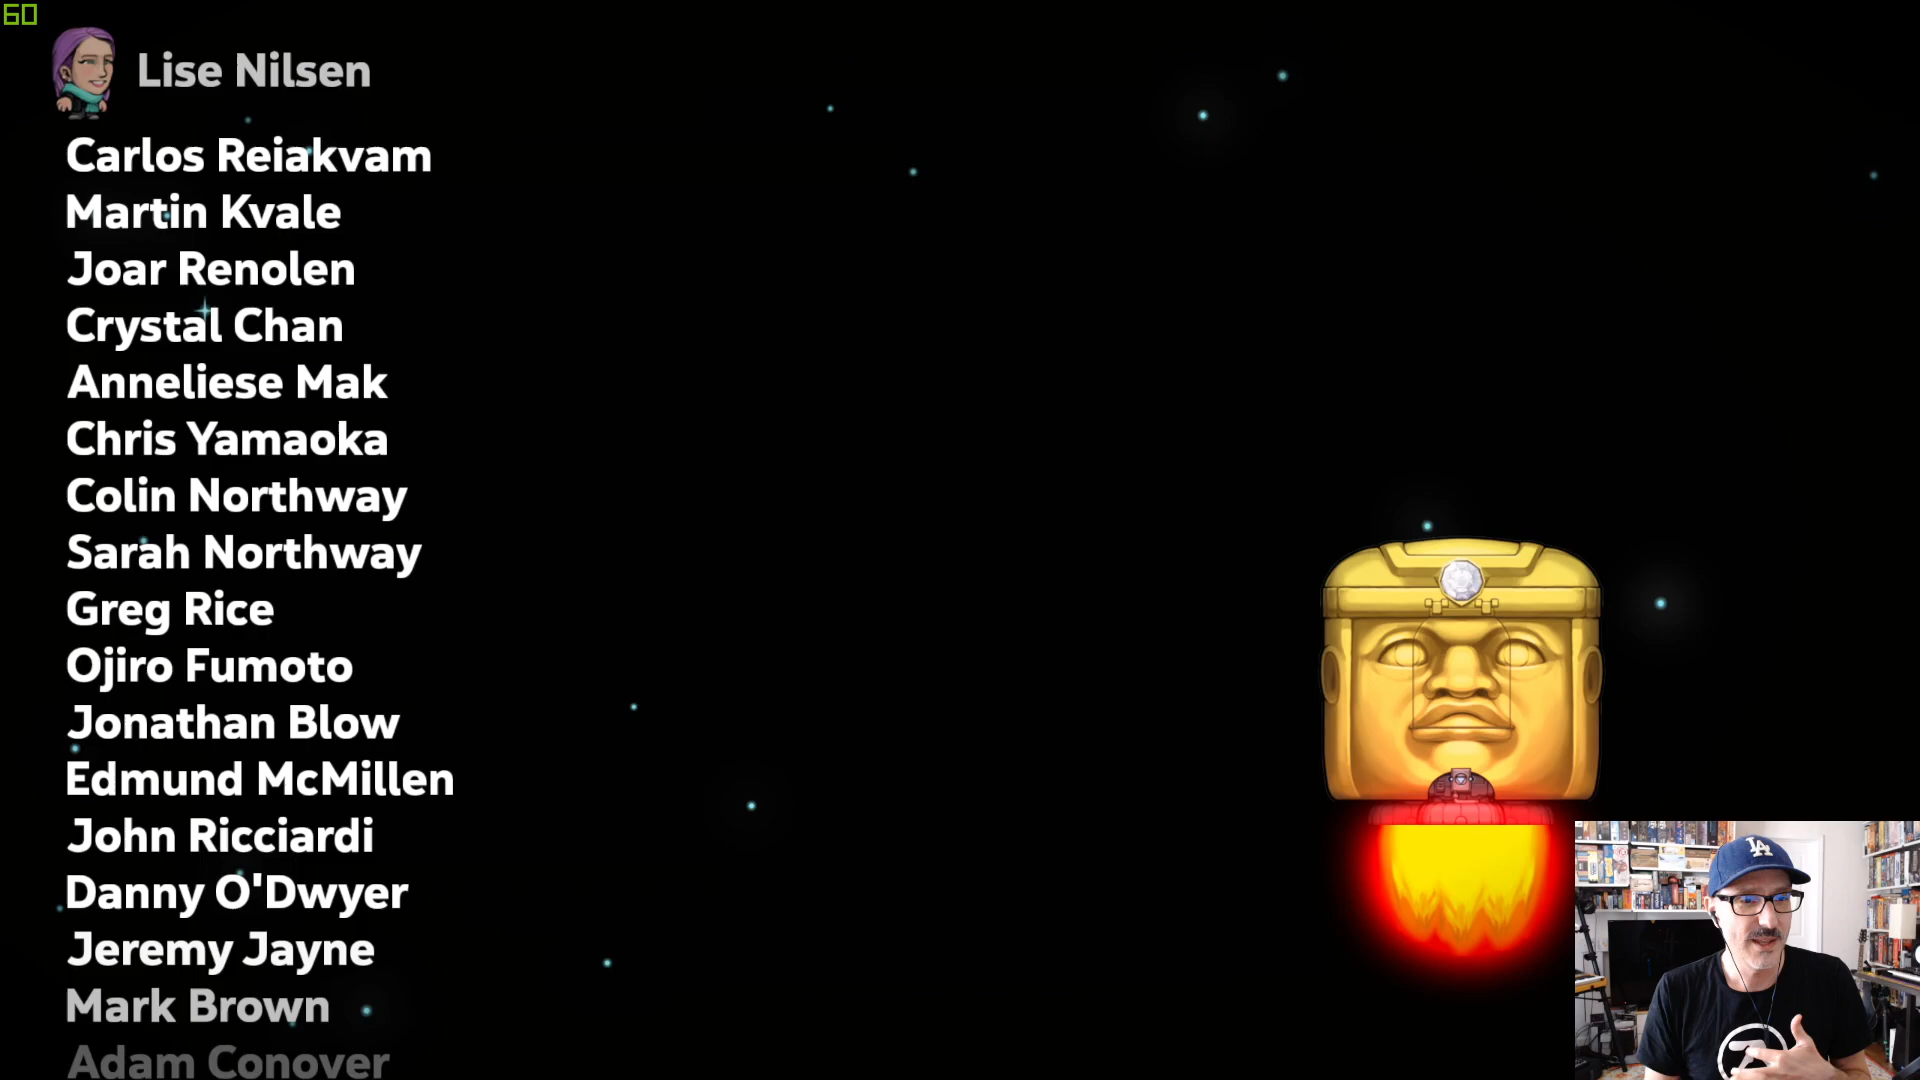 60
Lise Nilsen
Carlos Reiakvam
Martin Kvale
Joar Renolen
Crystal Chan
Anneliese Mak
Chris Yamaoka
Colin Northway
Sarah Northway
Greg Rice
Ojiro Fumoto
Jonathan Blow
Edmund McMillen
John Ricciardi
Danny O'Dwyer
Jeremy Jayne
Mark Brown
Adam Conover
LA